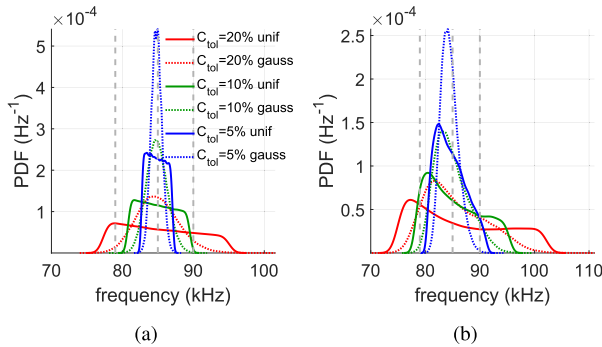 ×10⁻⁴
5
4
3
2
1
PDF (Hz⁻¹)
C_tol=20% unif
C_tol=20% gauss
C_tol=10% unif
C_tol=10% gauss
C_tol=5% unif
C_tol=5% gauss
70 80 90 100
frequency (kHz)
(a)
×10⁻⁴
2.5
2
1.5
1
0.5
PDF (Hz⁻¹)
70 80 90 100 110
frequency (kHz)
(b)